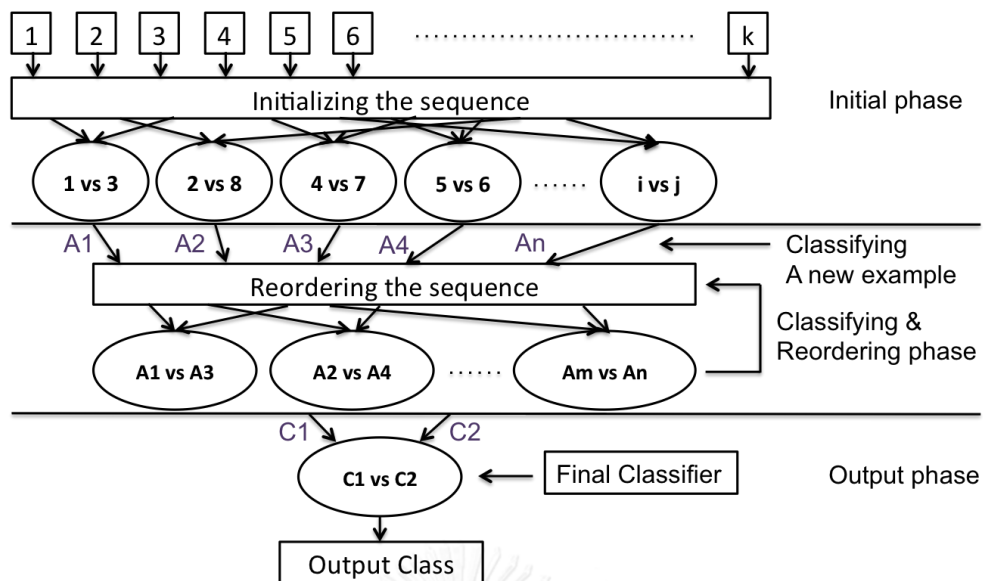 1 2 3 4 5 6 ........................................ k
Initializing the sequence
Initial phase
1 vs 3 2 vs 8 4 vs 7 5 vs 6 ...... i vs j
A1 A2 A3 A4 An
Classifying
A new example
Reordering the sequence
Classifying &
Reordering phase
A1 vs A3 A2 vs A4 ...... Am vs An
C1 C2
C1 vs C2
Final Classifier
Output phase
Output Class